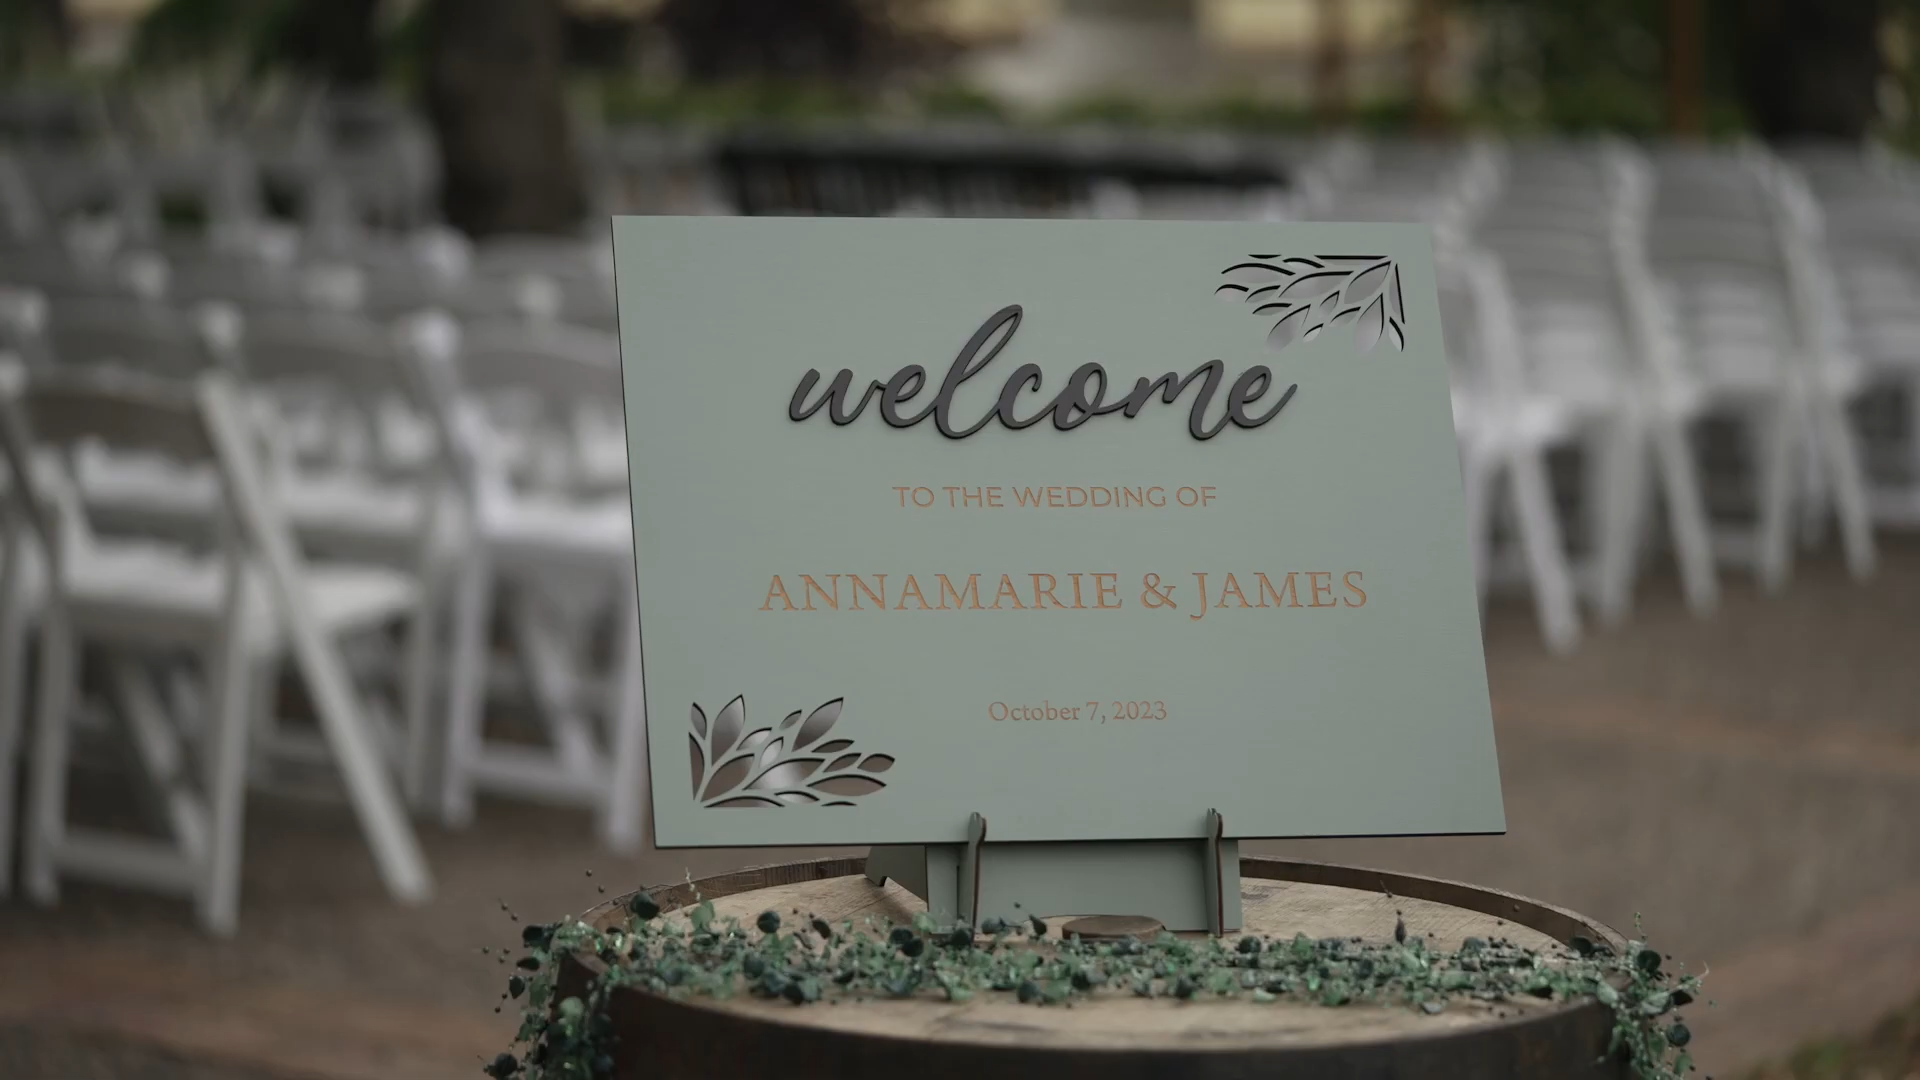 welcome
TO THE WEDDING OF
ANNAMARIE & JAMES
October 7, 2023